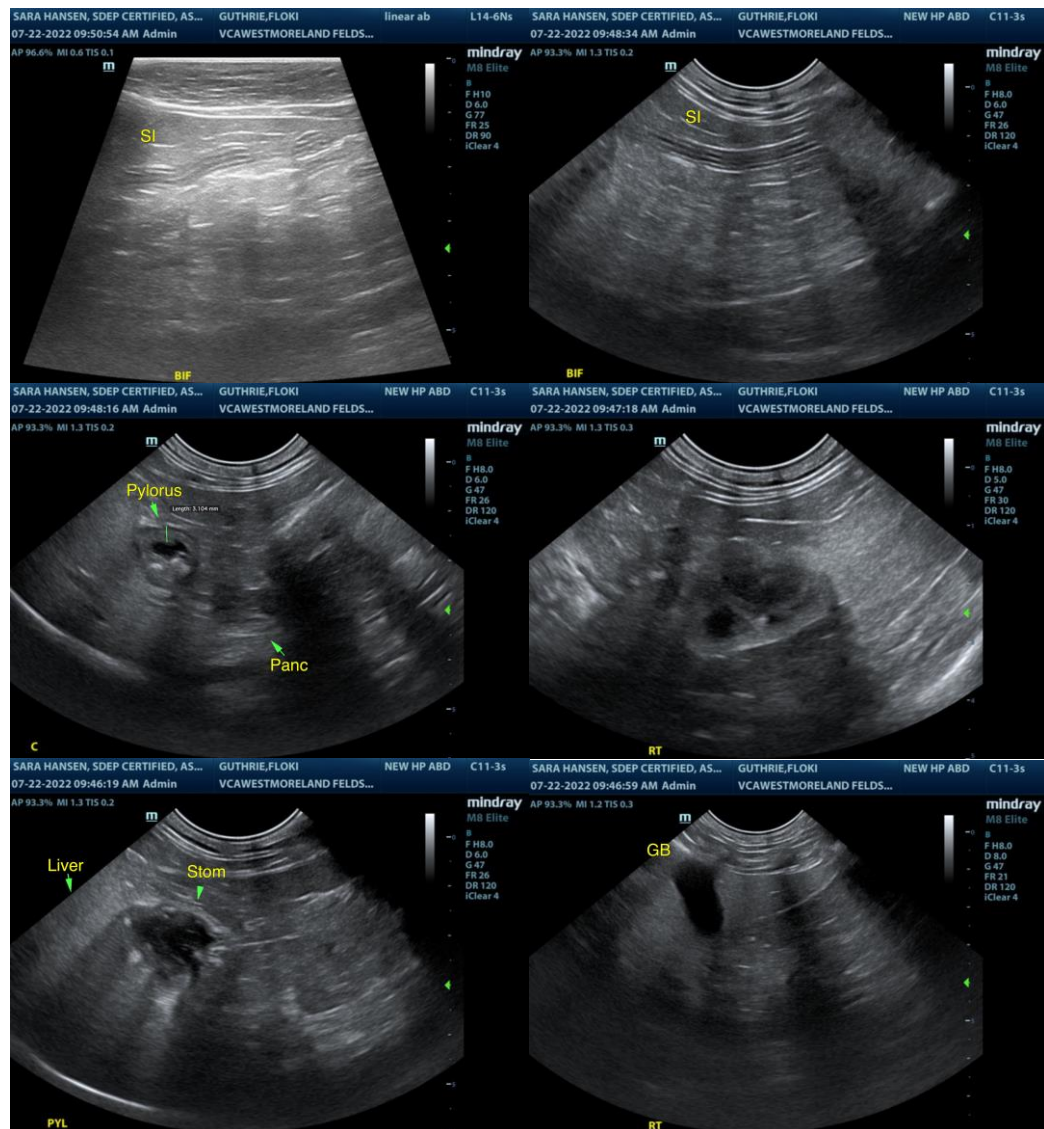 SARA HANSEN, SDEP CERTIFIED, AS... GUTHRIE,FLOKI linear ab L14-6Ns
07-22-2022 09:50:54 AM Admin VCAWESTMORELAND FELDS...
AP 96.6% MI 0.6 TIS 0.1
mindray
M8 Elite
m
B
F H10
D 6.0
G 77
FR 25
DR 90
iClear 4
0
SI
5
BIF
SARA HANSEN, SDEP CERTIFIED, AS... GUTHRIE,FLOKI NEW HP ABD C11-3s
07-22-2022 09:48:34 AM Admin VCAWESTMORELAND FELDS...
AP 93.3% MI 1.3 TIS 0.2
mindray
M8 Elite
m
B
F H8.0
D 6.0
G 47
FR 26
DR 120
iClear 4
0
SI
5
BIF
SARA HANSEN, SDEP CERTIFIED, AS... GUTHRIE,FLOKI NEW HP ABD C11-3s
07-22-2022 09:48:16 AM Admin VCAWESTMORELAND FELDS...
AP 93.3% MI 1.3 TIS 0.2
mindray
M8 Elite
m
B
F H8.0
D 6.0
G 47
FR 26
DR 120
iClear 4
0
Pylorus
Length: 3.104 mm
Panc
5
C
SARA HANSEN, SDEP CERTIFIED, AS... GUTHRIE,FLOKI NEW HP ABD C11-3s
07-22-2022 09:47:18 AM Admin VCAWESTMORELAND FELDS...
AP 93.3% MI 1.3 TIS 0.3
mindray
M8 Elite
m
B
F H8.0
D 5.0
G 47
FR 30
DR 120
iClear 4
0
RT
SARA HANSEN, SDEP CERTIFIED, AS... GUTHRIE,FLOKI NEW HP ABD C11-3s
07-22-2022 09:46:19 AM Admin VCAWESTMORELAND FELDS...
AP 93.3% MI 1.3 TIS 0.2
mindray
M8 Elite
m
B
F H8.0
D 6.0
G 47
FR 26
DR 120
iClear 4
0
Liver
Stom
5
PYL
SARA HANSEN, SDEP CERTIFIED, AS... GUTHRIE,FLOKI NEW HP ABD C11-3s
07-22-2022 09:46:59 AM Admin VCAWESTMORELAND FELDS...
AP 93.3% MI 1.2 TIS 0.3
mindray
M8 Elite
m
B
F H8.0
D 8.0
G 47
FR 21
DR 120
iClear 4
0
GB
RT